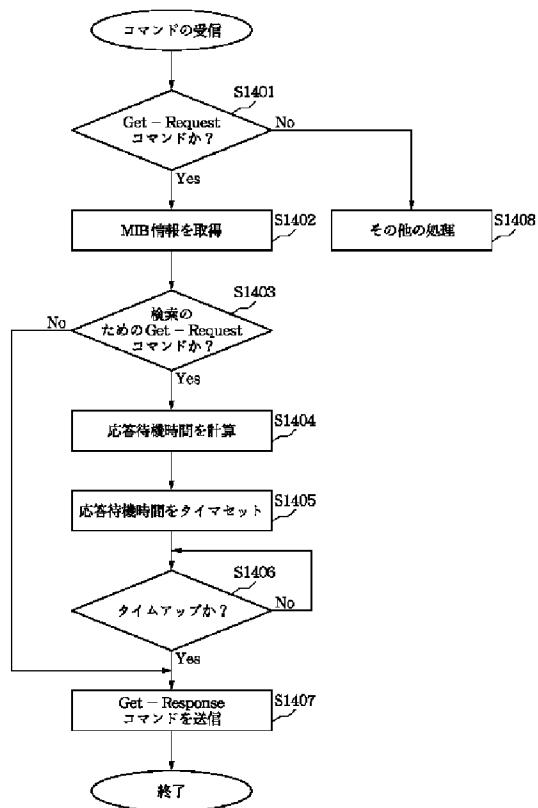 コマンドの受信
S1401
Get－Request
コマンドか？
No
Yes
MIB情報を取得
S1402
その他の処理
S1408
S1403
検索の
ためのGet－Request
コマンドか？
No
Yes
応答待機時間を計算
S1404
応答待機時間をタイマセット
S1405
S1406
タイムアップか？
No
Yes
Get－Response
コマンドを送信
S1407
終了